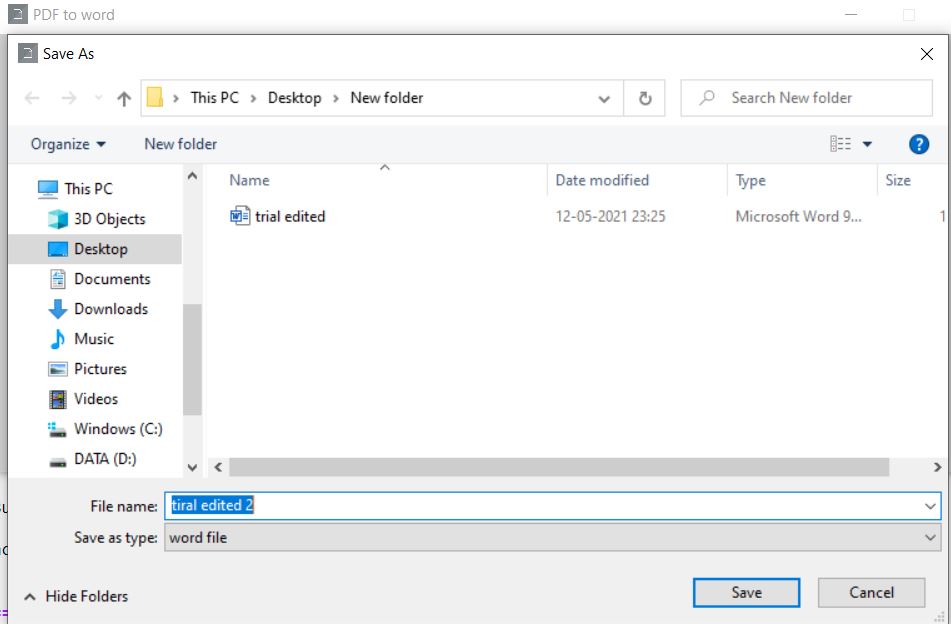 PDF to word
Save As
This PC > Desktop > New folder
Search New folder
Organize
New folder
This PC
3D Objects
Desktop
Documents
Downloads
Music
Pictures
Videos
Windows (C:)
DATA (D:)
Name Date modified Type Size
trial edited 12-05-2021 23:25 Microsoft Word 9... 1
File name: tiral edited 2
Save as type: word file
Hide Folders
Save
Cancel